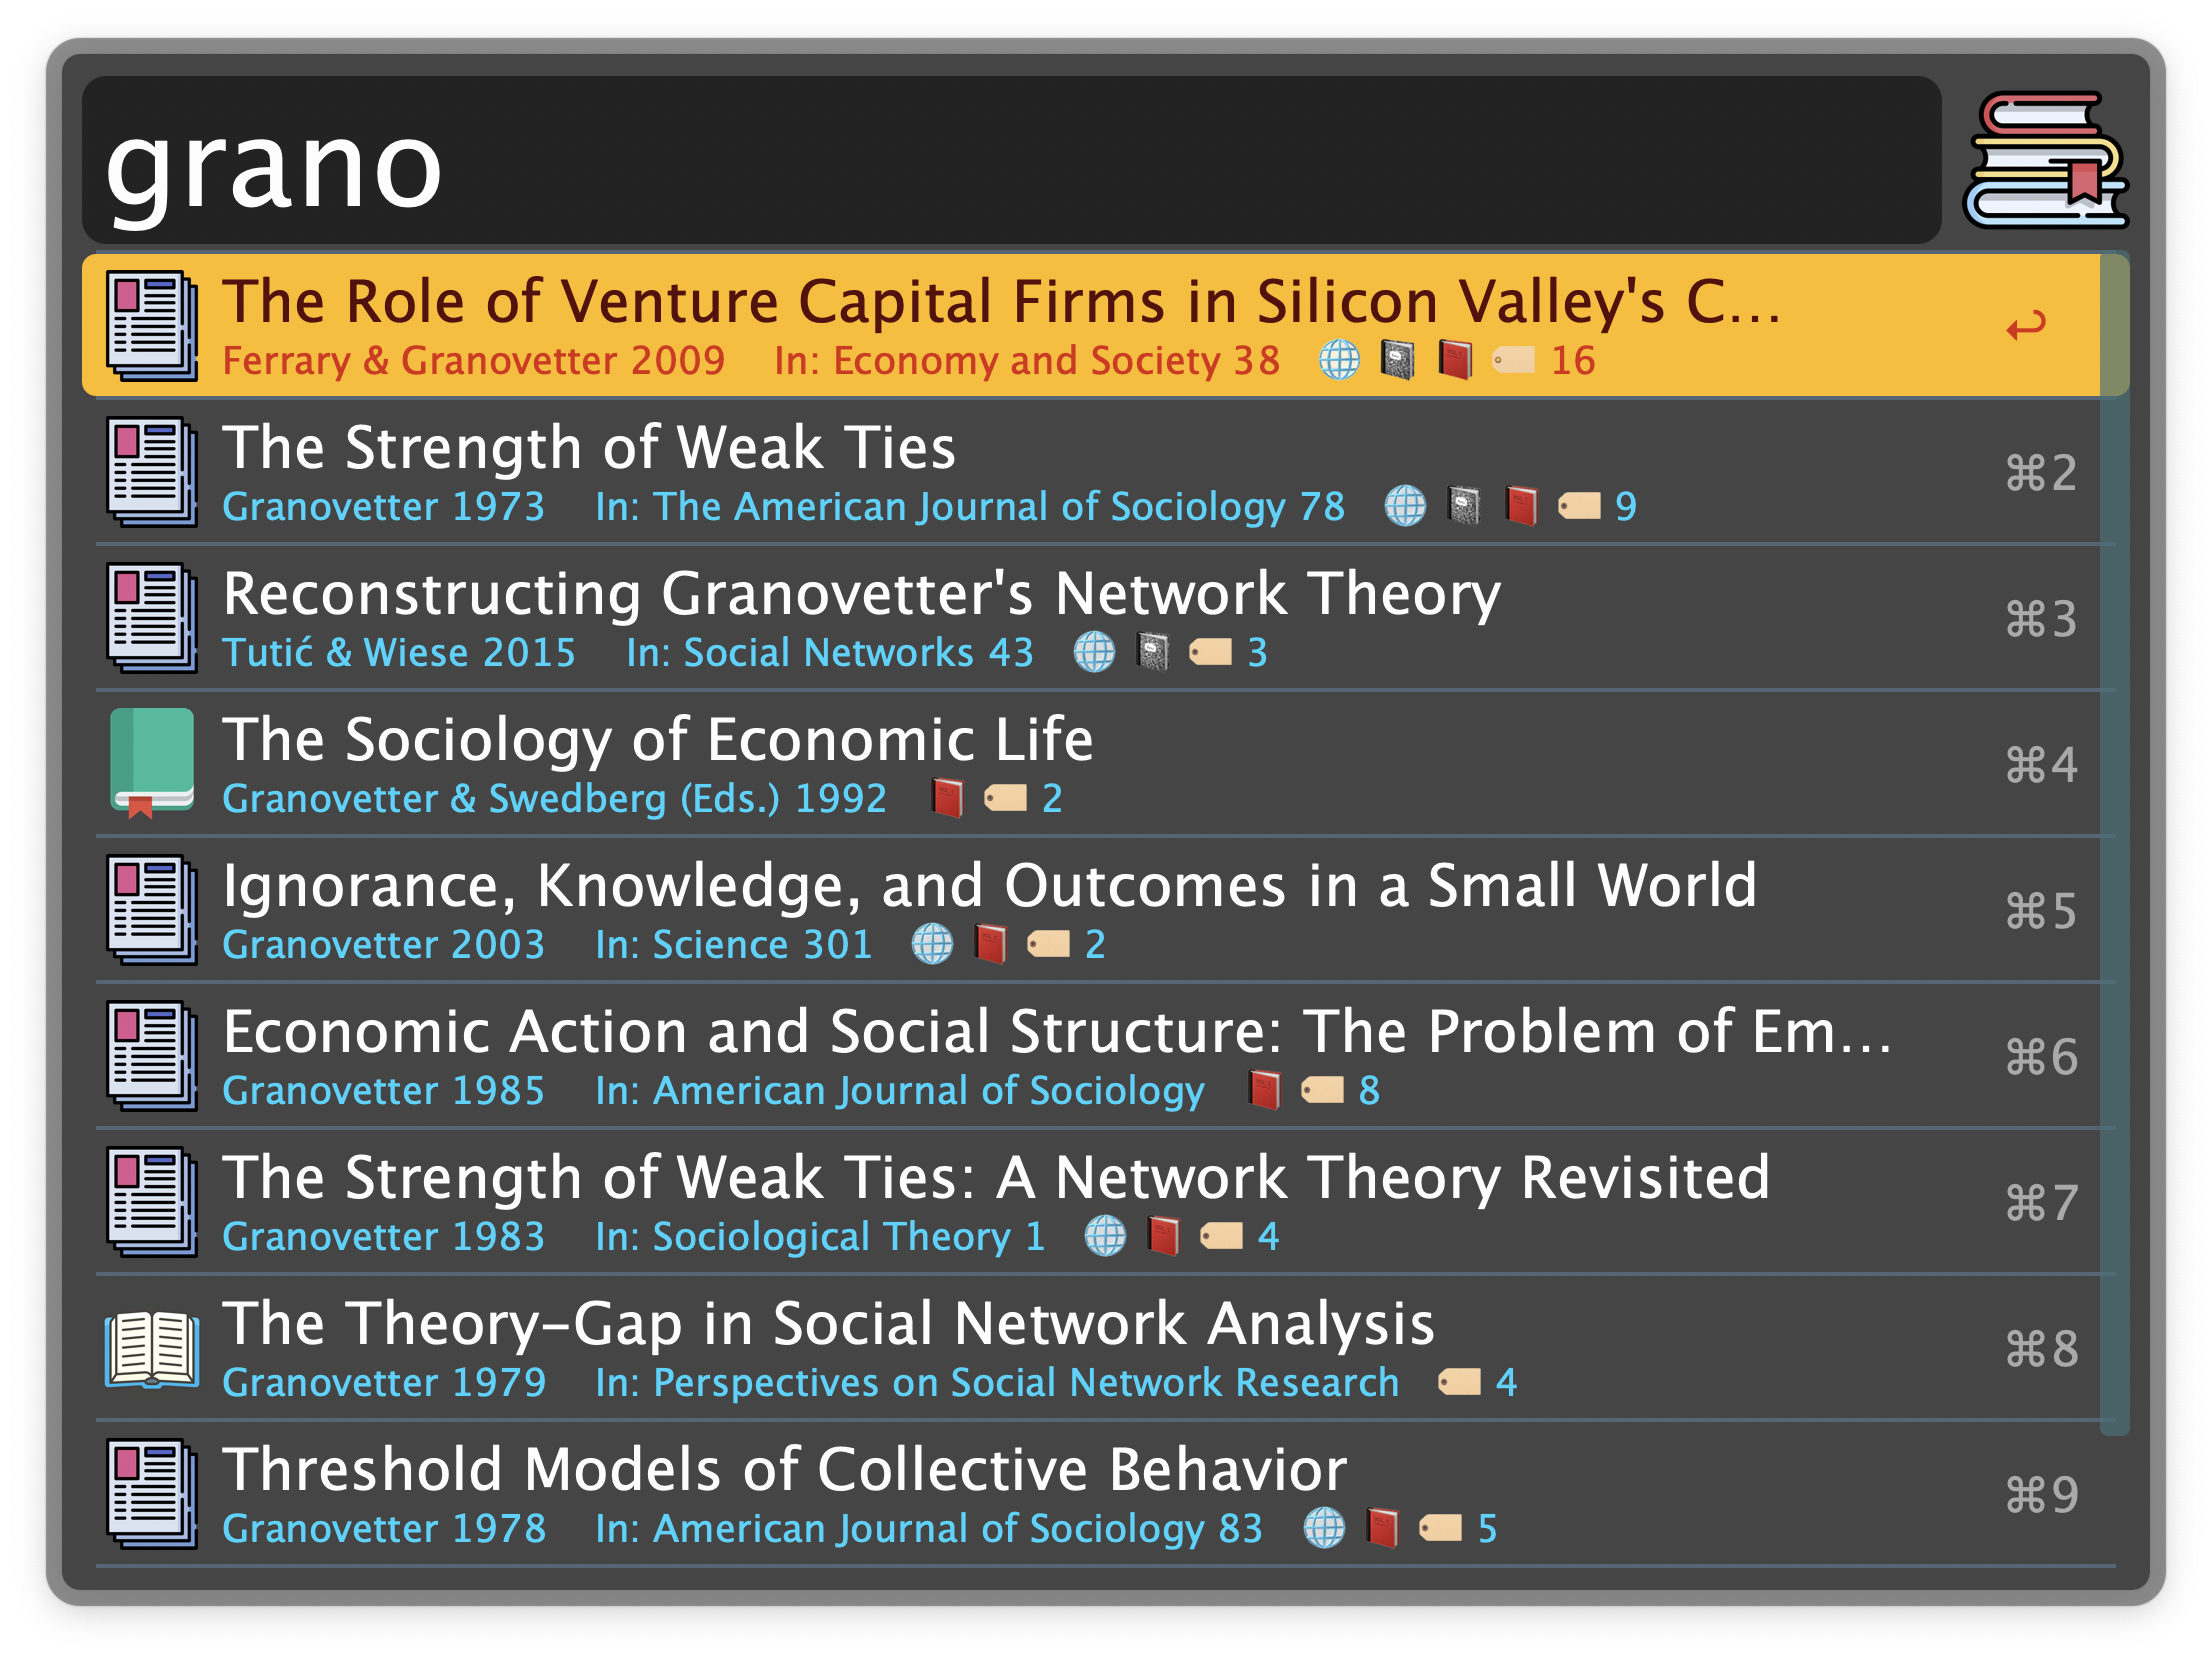 grano
The Role of Venture Capital Firms in Silicon Valley's C...
Ferrary & Granovetter 2009 In: Economy and Society 38 16
The Strength of Weak Ties
⌘2
Granovetter 1973 In: The American Journal of Sociology 78 9
Reconstructing Granovetter's Network Theory
⌘3
Tutić & Wiese 2015 In: Social Networks 43 3
The Sociology of Economic Life
⌘4
Granovetter & Swedberg (Eds.) 1992 2
Ignorance, Knowledge, and Outcomes in a Small World
⌘5
Granovetter 2003 In: Science 301 2
Economic Action and Social Structure: The Problem of Em...
⌘6
Granovetter 1985 In: American Journal of Sociology 8
The Strength of Weak Ties: A Network Theory Revisited
⌘7
Granovetter 1983 In: Sociological Theory 1 4
The Theory-Gap in Social Network Analysis
⌘8
Granovetter 1979 In: Perspectives on Social Network Research 4
Threshold Models of Collective Behavior
⌘9
Granovetter 1978 In: American Journal of Sociology 83 5